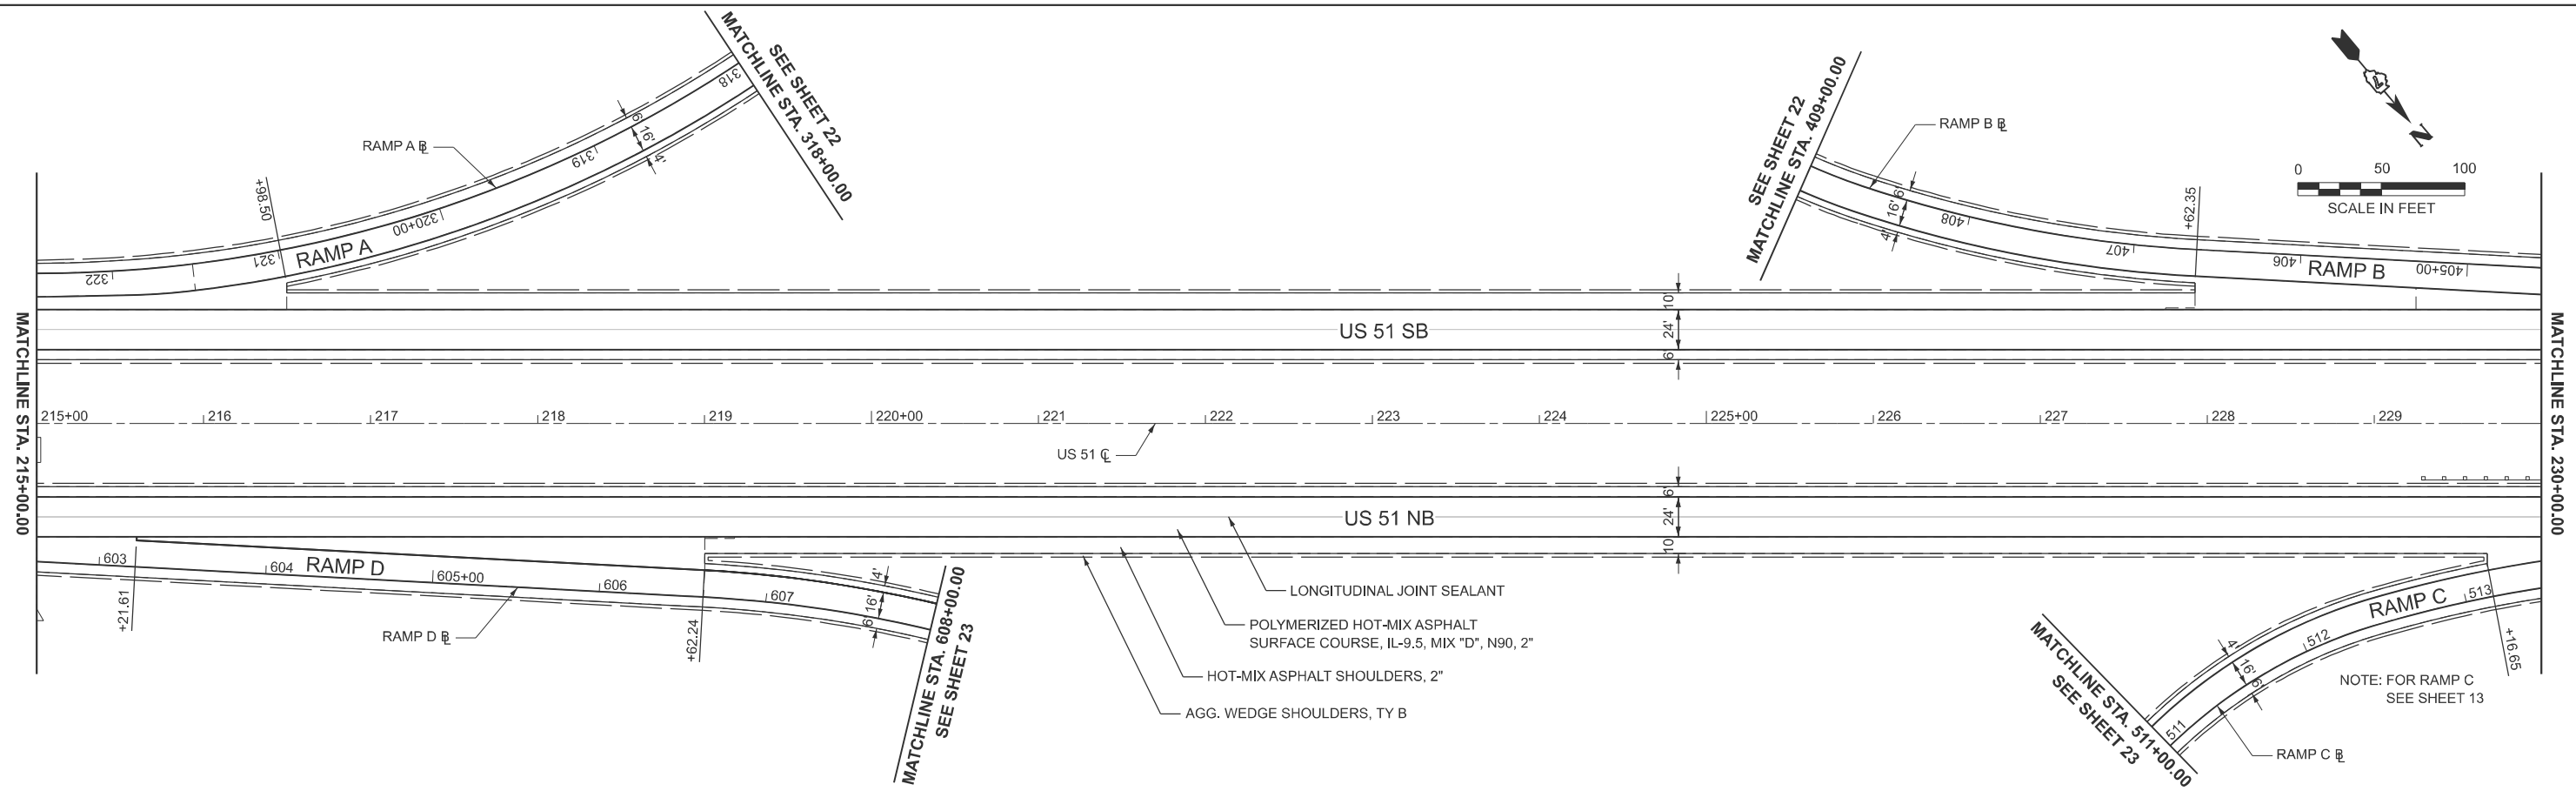 MATCHLINE STA. 318+00.00
SEE SHEET 22
318
319
320+00
321
322
6'
16'
4'
RAMP A ℄
RAMP A
+98.50
SEE SHEET 22
MATCHLINE STA. 409+00.00
RAMP B ℄
408
407
406
405+00
6'
16'
4'
RAMP B
+62.35
N
0 50 100
SCALE IN FEET
MATCHLINE STA. 215+00.00
MATCHLINE STA. 230+00.00
10'
24'
6'
US 51 SB
215+00 216 217 218 219 220+00 221 222 223 224 225+00 226 227 228 229
US 51 ℄
6'
24'
10'
US 51 NB
603
604
605+00
606
607
RAMP D
+21.61
RAMP D ℄
+62.24
4'
16'
6'
MATCHLINE STA. 608+00.00
SEE SHEET 23
LONGITUDINAL JOINT SEALANT
POLYMERIZED HOT-MIX ASPHALT
SURFACE COURSE, IL-9.5, MIX "D", N90, 2"
HOT-MIX ASPHALT SHOULDERS, 2"
AGG. WEDGE SHOULDERS, TY B
RAMP C
513
512
511
4'
16'
6'
+16.65
NOTE: FOR RAMP C
SEE SHEET 13
RAMP C ℄
MATCHLINE STA. 511+00.00
SEE SHEET 23